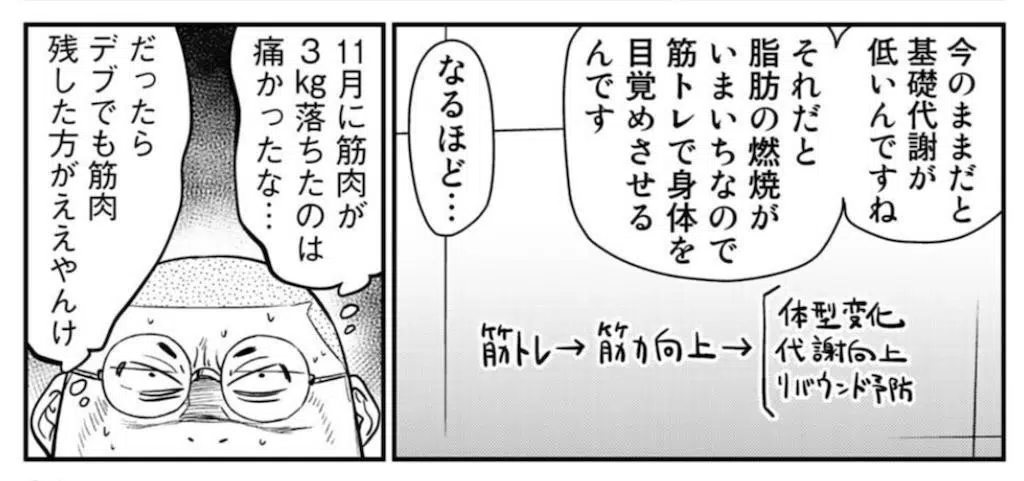 今のままだと
基礎代謝が
低いんですね
それだと
脂肪の燃焼が
いまいちなので
筋トレで身体を
目覚めさせる
んです
なるほど…
筋トレ→筋力向上→
体型変化
代謝向上
リバウンド予防
11月に筋肉が
3kg落ちたのは
痛かったな…
だったら
デブでも筋肉
残した方がええやんけ